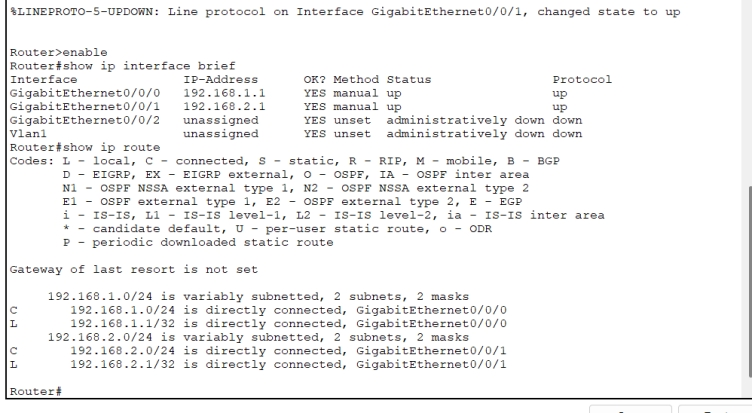 %LINEPROTO-5-UPDOWN: Line protocol on Interface GigabitEthernet0/0/1, changed state to up
Router>enable
Router#show ip interface brief
Interface IP-Address OK? Method Status Protocol
GigabitEthernet0/0/0 192.168.1.1 YES manual up up
GigabitEthernet0/0/1 192.168.2.1 YES manual up up
GigabitEthernet0/0/2 unassigned YES unset administratively down down
Vlan1 unassigned YES unset administratively down down
Router#show ip route
Codes: L - local, C - connected, S - static, R - RIP, M - mobile, B - BGP
D - EIGRP, EX - EIGRP external, O - OSPF, IA - OSPF inter area
N1 - OSPF NSSA external type 1, N2 - OSPF NSSA external type 2
E1 - OSPF external type 1, E2 - OSPF external type 2, E - EGP
i - IS-IS, L1 - IS-IS level-1, L2 - IS-IS level-2, ia - IS-IS inter area
* - candidate default, U - per-user static route, o - ODR
P - periodic downloaded static route
Gateway of last resort is not set
192.168.1.0/24 is variably subnetted, 2 subnets, 2 masks
C 192.168.1.0/24 is directly connected, GigabitEthernet0/0/0
L 192.168.1.1/32 is directly connected, GigabitEthernet0/0/0
192.168.2.0/24 is variably subnetted, 2 subnets, 2 masks
C 192.168.2.0/24 is directly connected, GigabitEthernet0/0/1
L 192.168.2.1/32 is directly connected, GigabitEthernet0/0/1
Router#